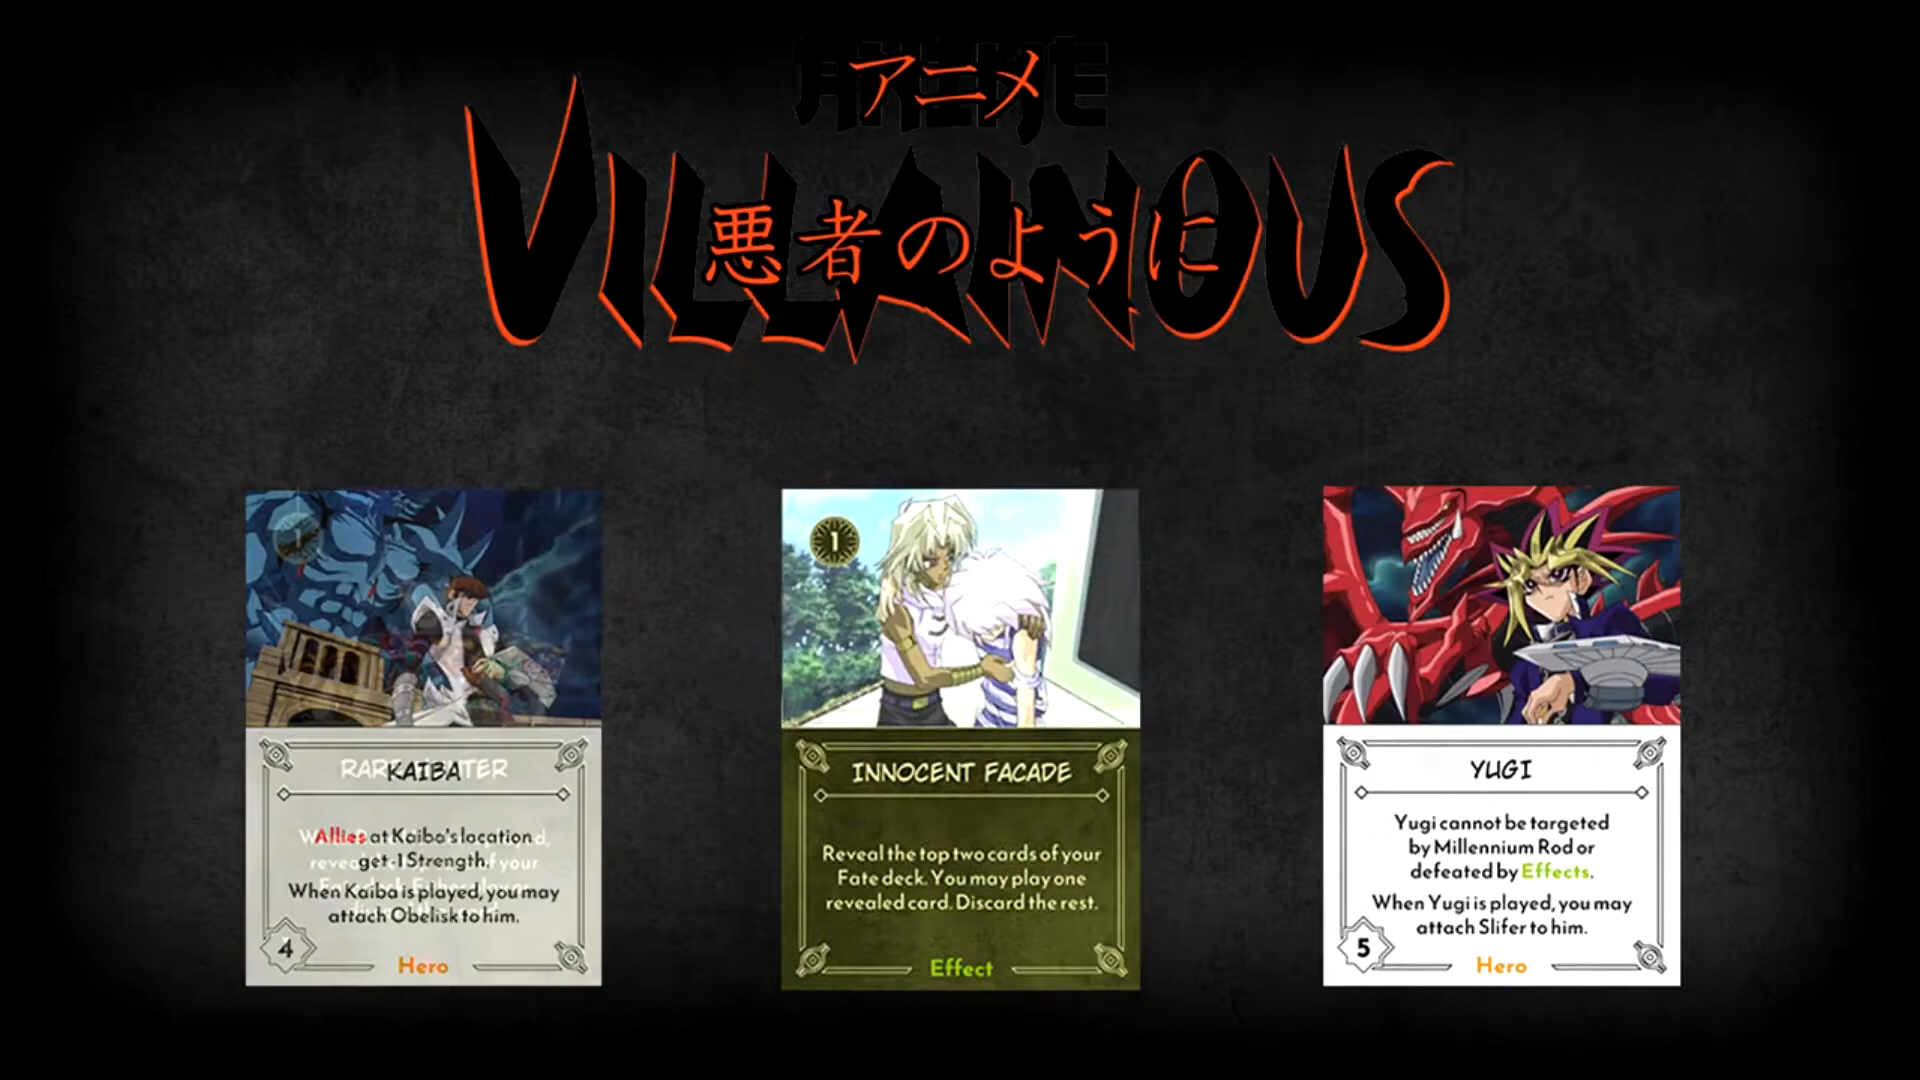 アニメ
VILLAINOUS
悪者のように
1
KAIBA
Allies at Kaiba's location
get -1 Strength.
When Kaiba is played, you may
attach Obelisk to him.
4
Hero
1
INNOCENT FACADE
Reveal the top two cards of your
Fate deck. You may play one
revealed card. Discard the rest.
Effect
YUGI
Yugi cannot be targeted
by Millennium Rod or
defeated by Effects.
When Yugi is played, you may
attach Slifer to him.
5
Hero